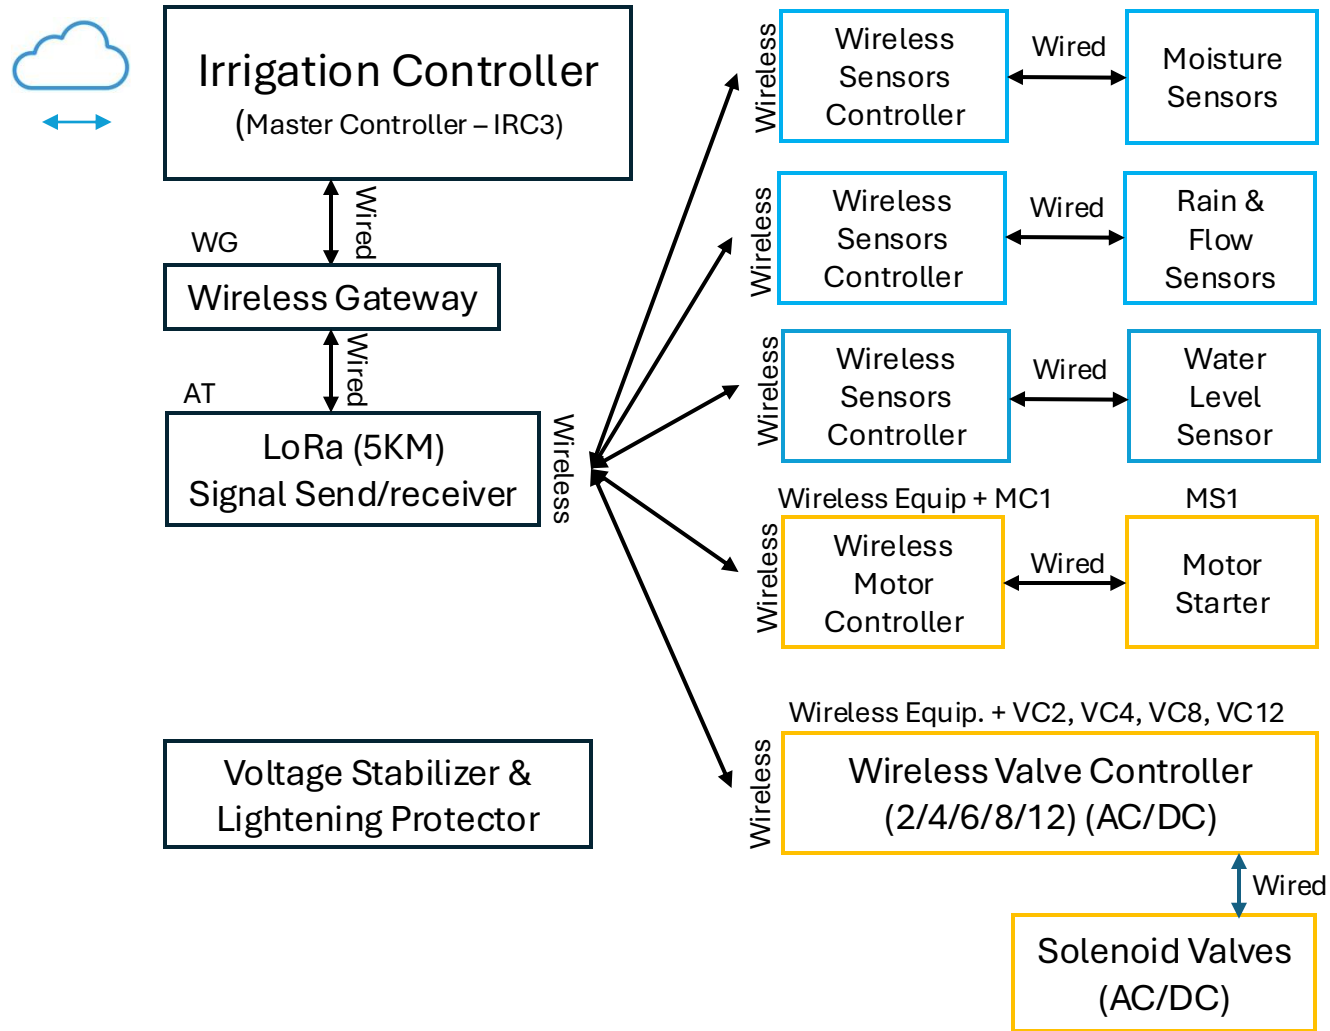 Irrigation Controller
(Master Controller – IRC3)
Wired
WG
Wireless Gateway
Wired
AT
LoRa (5KM)
Signal Send/receiver
Wireless
Voltage Stabilizer &
Lightening Protector
Wireless
Wireless
Sensors
Controller
Wired
Moisture
Sensors
Wireless
Wireless
Sensors
Controller
Wired
Rain &
Flow
Sensors
Wireless
Wireless
Sensors
Controller
Wired
Water
Level
Sensor
Wireless Equip + MC1
MS1
Wireless
Wireless
Motor
Controller
Wired
Motor
Starter
Wireless Equip. + VC2, VC4, VC8, VC12
Wireless
Wireless Valve Controller
(2/4/6/8/12) (AC/DC)
Wired
Solenoid Valves
(AC/DC)